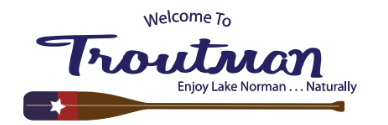 Welcome To
Troutman
Enjoy Lake Norman . . . Naturally